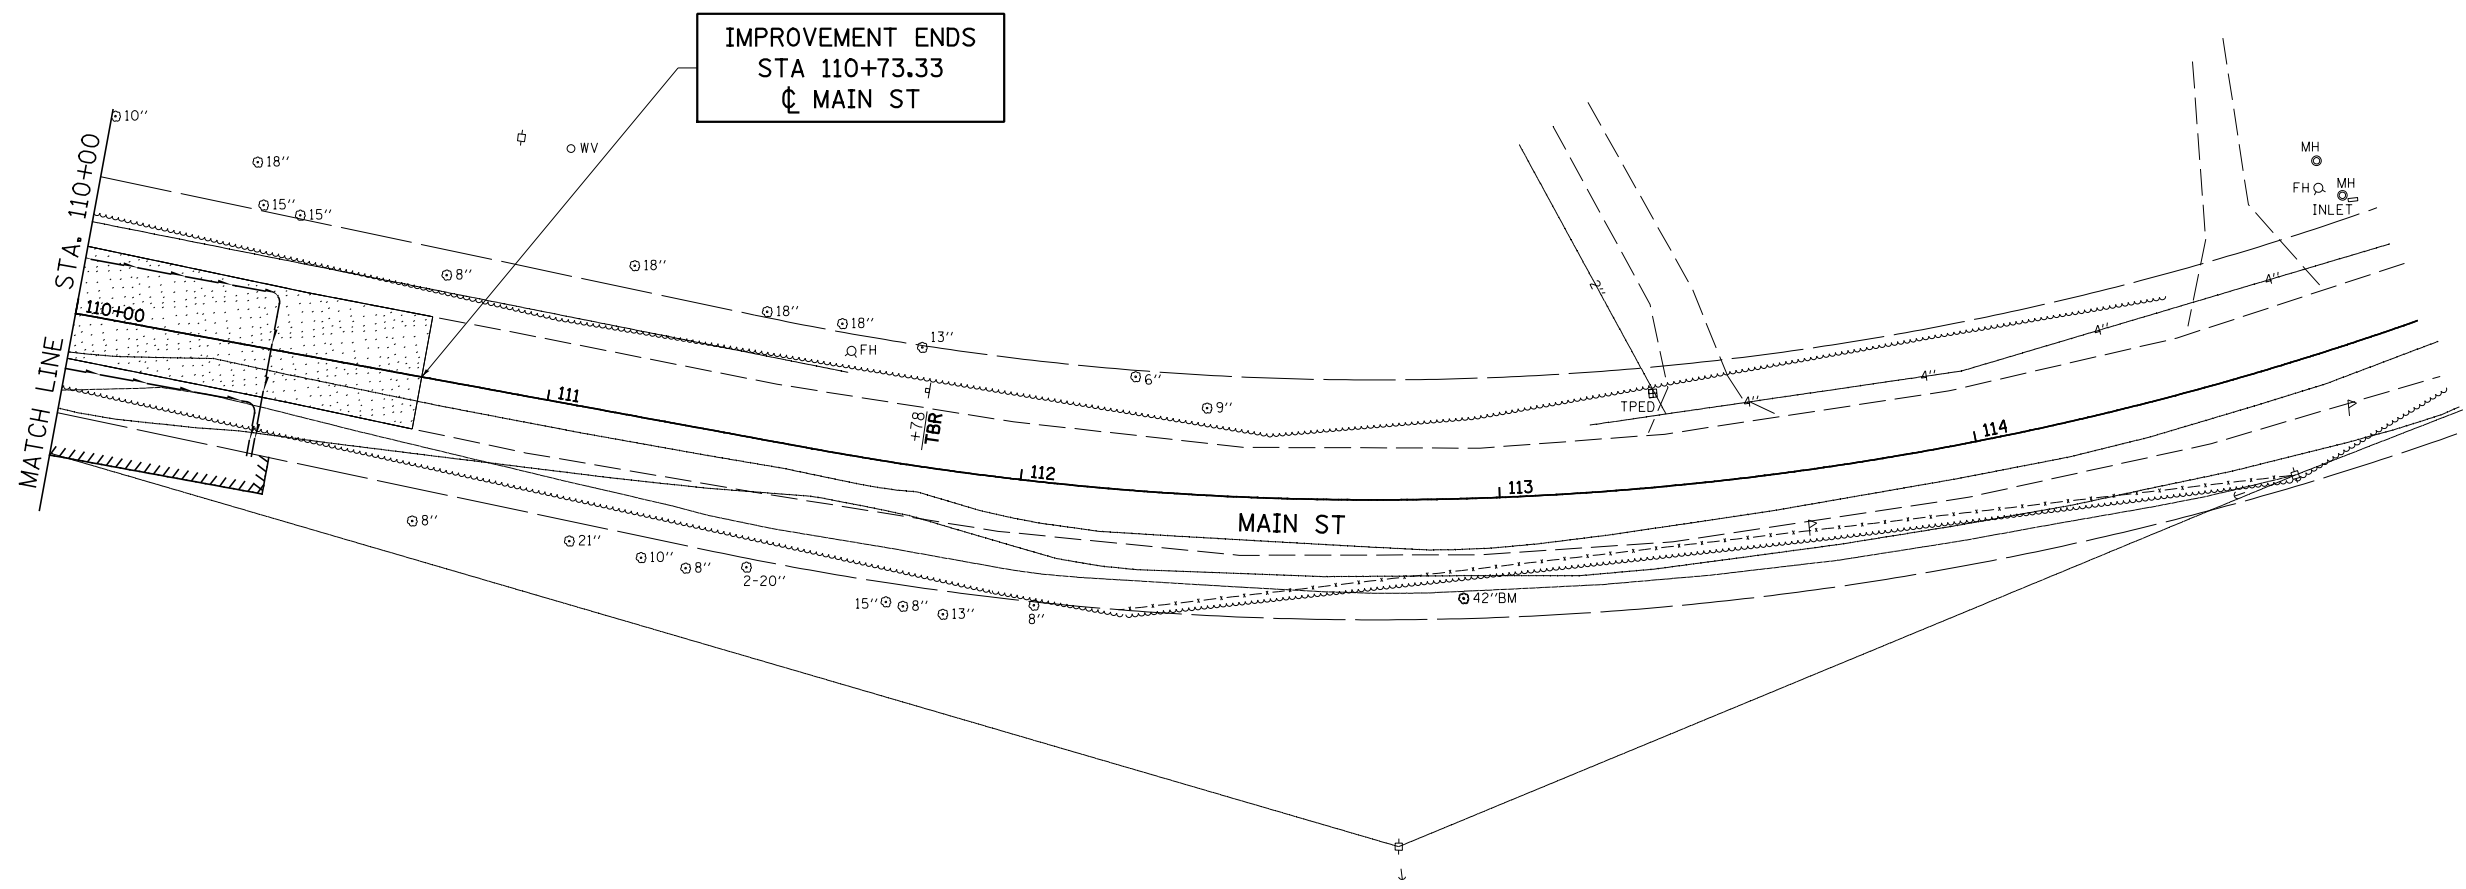 IMPROVEMENT ENDS
STA 110+73.33
℄ MAIN ST
10"
MATCH LINE STA. 110+00
18"
WV
15"
15"
8"
18"
18"
18"
13"
FH
6"
9"
110+00
111
112
113
114
+78
TBR
MAIN ST
2"
TPED
4"
4"
4"
4"
MH
FH
MH
INLET
8"
21"
10"
8"
2-20"
15"
8"
13"
8"
42"BM